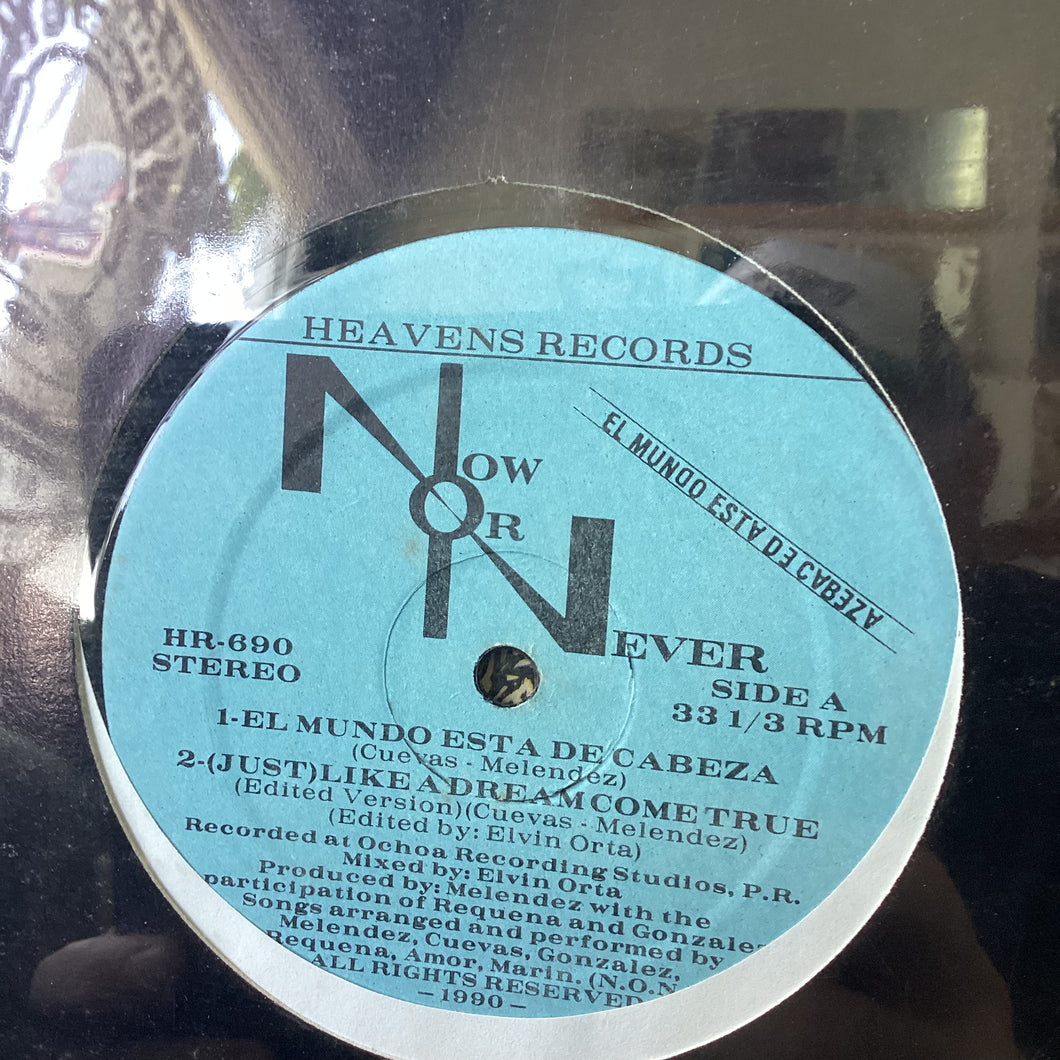 HEAVENS RECORDS
NOW
OR
NEVER
EL MUNDO ESTA DE CABEZA
HR-690
STEREO
SIDE A
33 1/3 RPM
1-EL MUNDO ESTA DE CABEZA
(Cuevas - Melendez)
2-(JUST)LIKE A DREAM COME TRUE
(Edited Version)(Cuevas - Melendez)
(Edited by: Elvin Orta)
Recorded at Ochoa Recording Studios, P.R.
Mixed by: Elvin Orta
Produced by: Melendez with the
participation of Requena and Gonzalez
Songs arranged and performed by
Melendez, Cuevas, Gonzalez,
Requena, Amor, Marin. (N.O.N
ALL RIGHTS RESERVED
- 1990 -